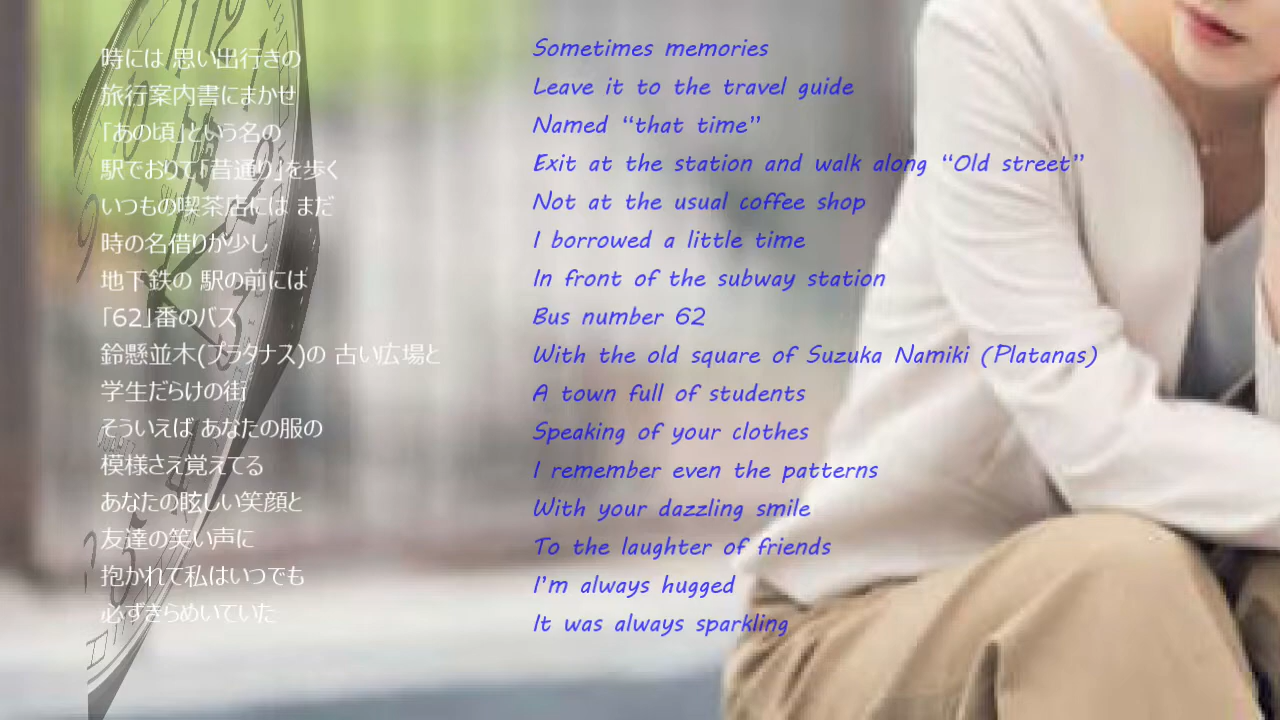 時には 思い出行きの
旅行案内書にまかせ
「あの頃」という名の
駅でおりて「昔通り」を歩く
いつもの喫茶店には まだ
時の名借りが少し
地下鉄の 駅の前には
「62」番のバス
鈴懸並木(プラタナス)の 古い広場と
学生だらけの街
そういえば あなたの服の
模様さえ覚えてる
あなたの眩しい笑顔と
友達の笑い声に
抱かれて私はいつでも
必ずきらめいていた
Sometimes memories
Leave it to the travel guide
Named “that time”
Exit at the station and walk along “Old street”
Not at the usual coffee shop
I borrowed a little time
In front of the subway station
Bus number 62
With the old square of Suzuka Namiki (Platanas)
A town full of students
Speaking of your clothes
I remember even the patterns
With your dazzling smile
To the laughter of friends
I’m always hugged
It was always sparkling